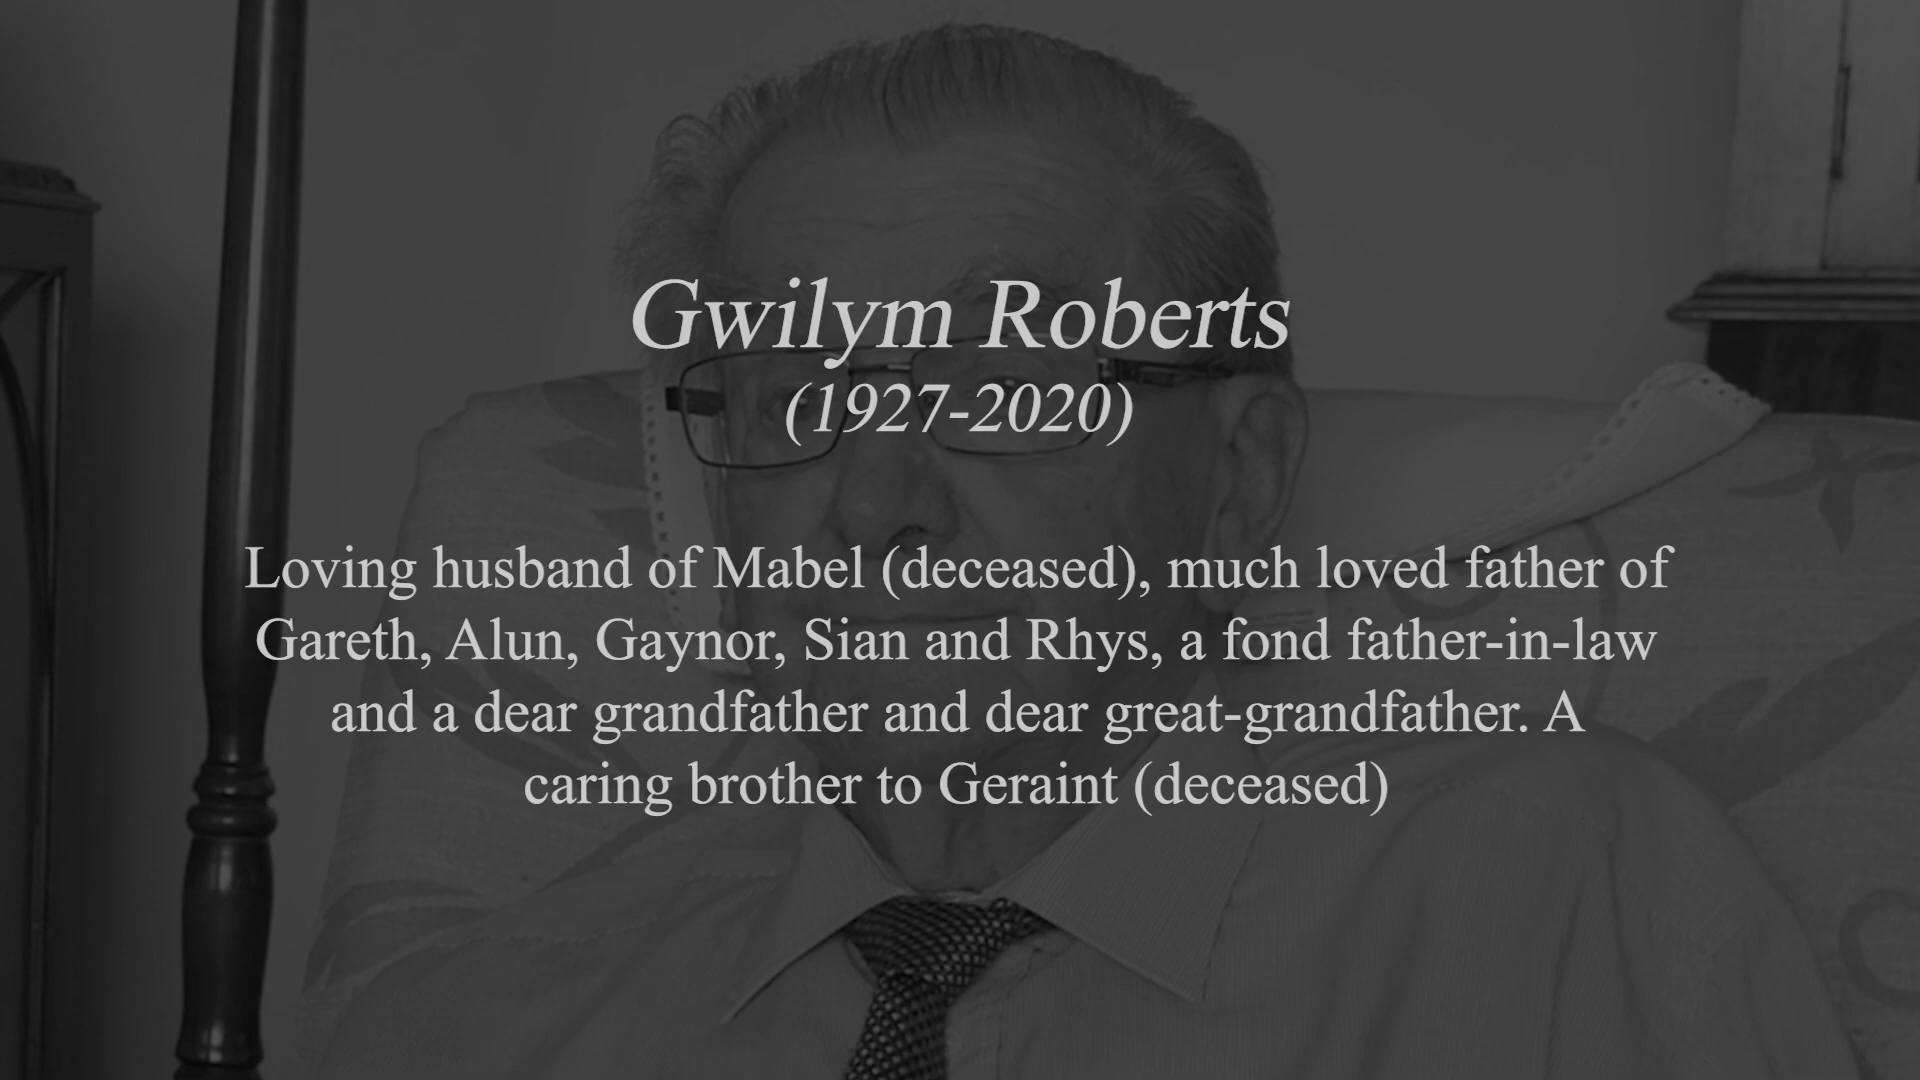 Gwilym Roberts
(1927-2020)
Loving husband of Mabel (deceased), much loved father of
Gareth, Alun, Gaynor, Sian and Rhys, a fond father-in-law
and a dear grandfather and dear great-grandfather. A
caring brother to Geraint (deceased)